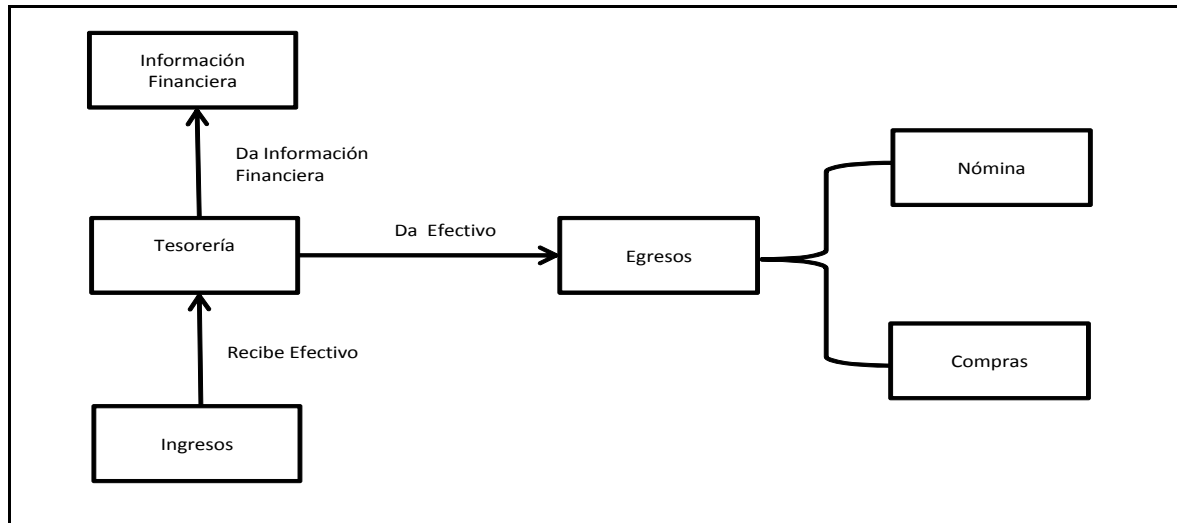 Información
Financiera
Da Información
Financiera
Nómina
Tesorería
Da Efectivo
Egresos
Recibe Efectivo
Compras
Ingresos